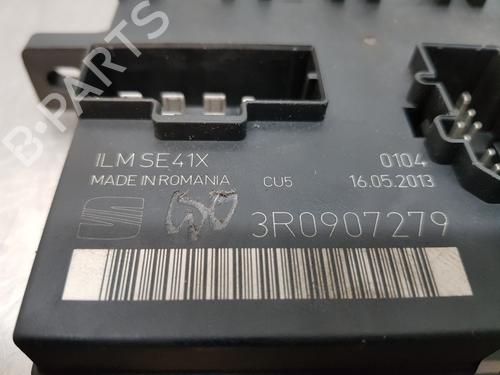 B-PARTS
ILM SE41X 0104
MADE IN ROMANIA CU5 16.05.2013
3R0907279